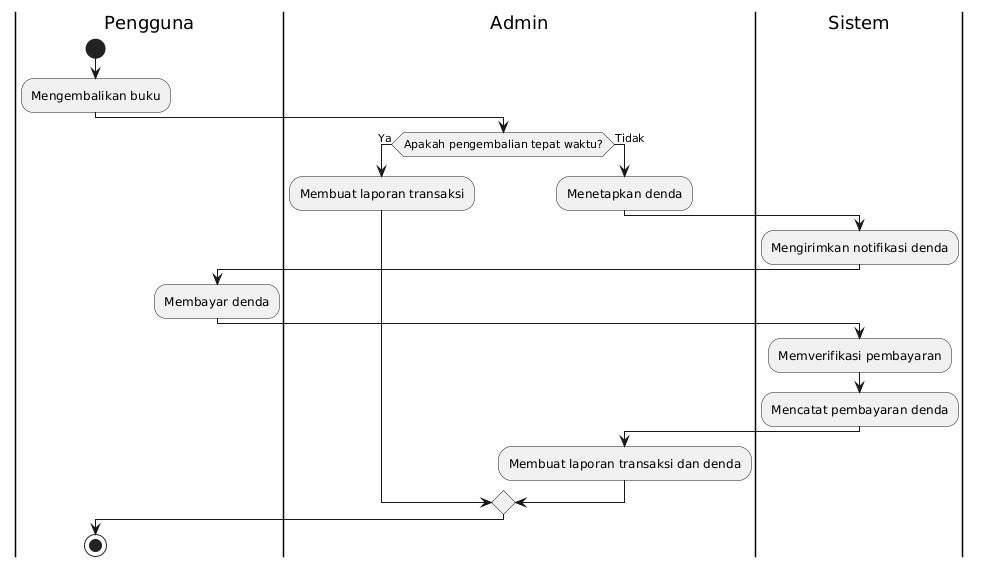 Pengguna
Admin
Sistem
Mengembalikan buku
Apakah pengembalian tepat waktu?
Ya
Tidak
Membuat laporan transaksi
Menetapkan denda
Mengirimkan notifikasi denda
Membayar denda
Memverifikasi pembayaran
Mencatat pembayaran denda
Membuat laporan transaksi dan denda